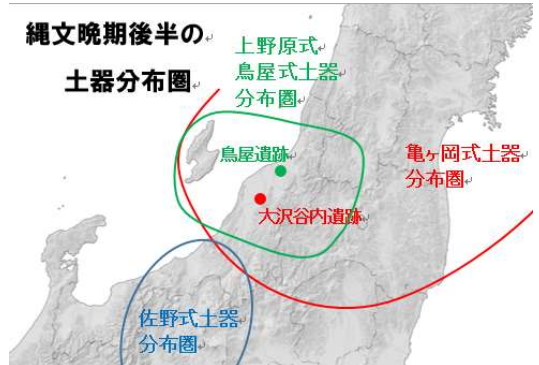 縄文晩期後半の
土器分布圏
上野原式
鳥屋式土器
分布圏
鳥屋遺跡
亀ヶ岡式土器
分布圏
大沢谷内遺跡
佐野式土器
分布圏